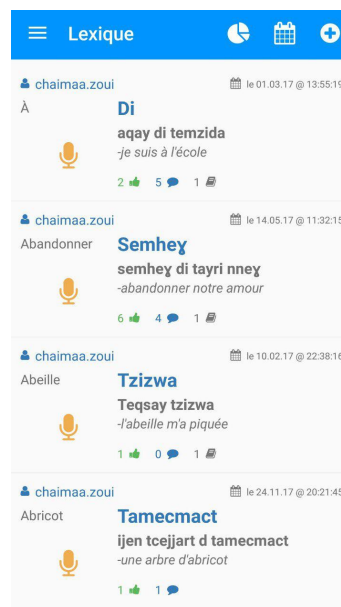 Lexique
chaimaa.zoui le 01.03.17 @ 13:55:19
À Di
aqay di temzida
-je suis à l'école
2 5 1
chaimaa.zoui le 14.05.17 @ 11:32:15
Abandonner Semheɣ
semheɣ di tayri nneɣ
-abandonner notre amour
6 4 1
chaimaa.zoui le 10.02.17 @ 22:38:16
Abeille Tzizwa
Teqsay tzizwa
-l'abeille m'a piquée
1 0 1
chaimaa.zoui le 24.11.17 @ 20:21:45
Abricot Tamecmact
ijen tcejjart d tamecmact
-une arbre d'abricot
1 1